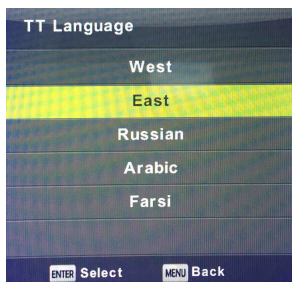 TT Language
West
East
Russian
Arabic
Farsi
ENTER Select MENU Back